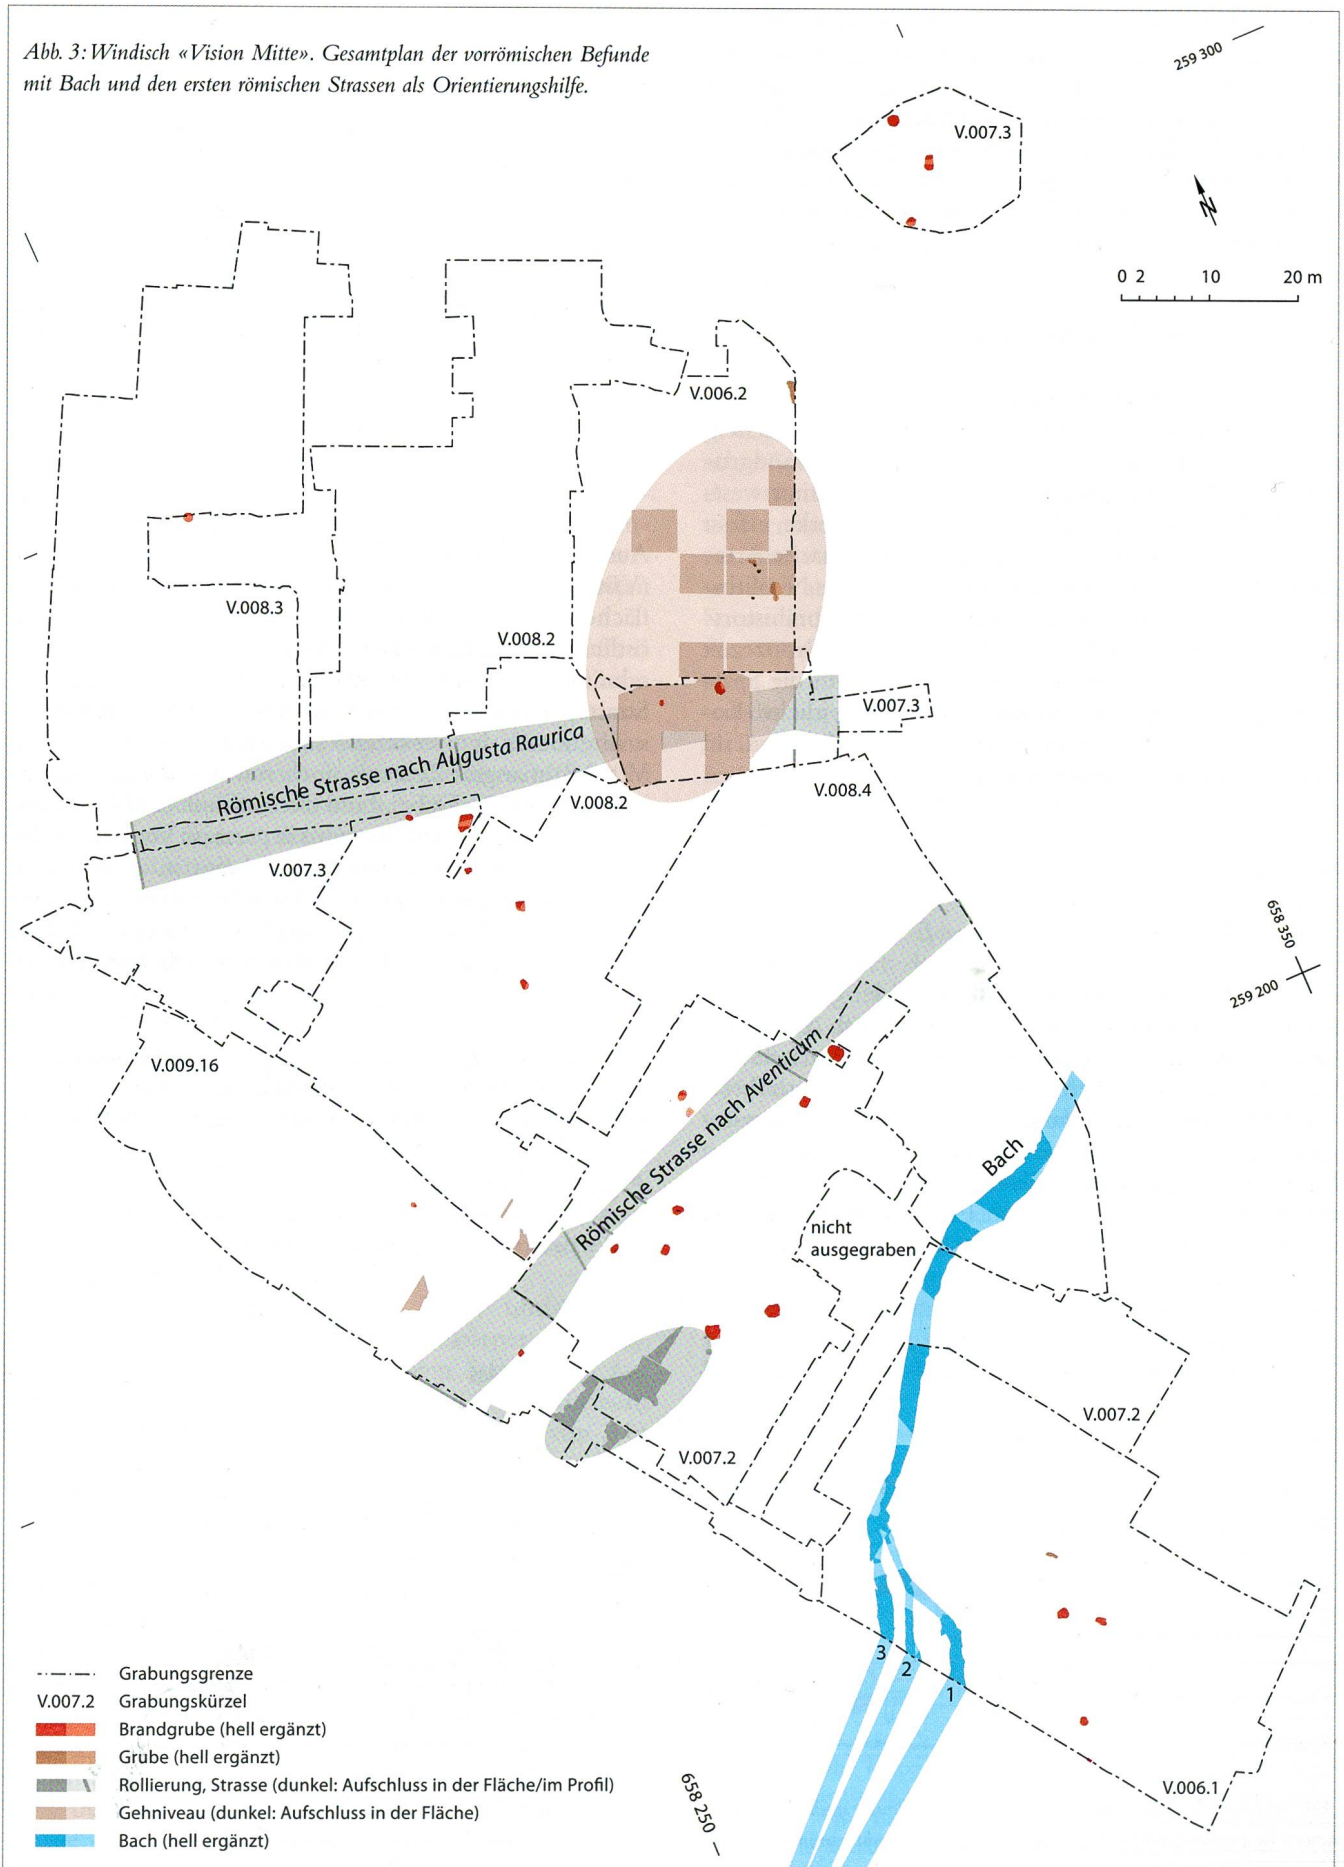 Abb. 3: Windisch «Vision Mitte». Gesamtplan der vorrömischen Befunde
mit Bach und den ersten römischen Strassen als Orientierungshilfe.
259 300
V.007.3
N
0 2 10 20 m
V.006.2
V.008.3
V.008.2
V.007.3
Römische Strasse nach Augusta Raurica
V.008.2
V.008.4
V.007.3
658 350
259 200
V.009.16
Römische Strasse nach Aventicum
Bach
nicht
ausgegraben
V.007.2
V.007.2
3
2
1
V.006.1
658 250
Grabungsgrenze
V.007.2 Grabungskürzel
Brandgrube (hell ergänzt)
Grube (hell ergänzt)
Rollierung, Strasse (dunkel: Aufschluss in der Fläche/im Profil)
Gehniveau (dunkel: Aufschluss in der Fläche)
Bach (hell ergänzt)